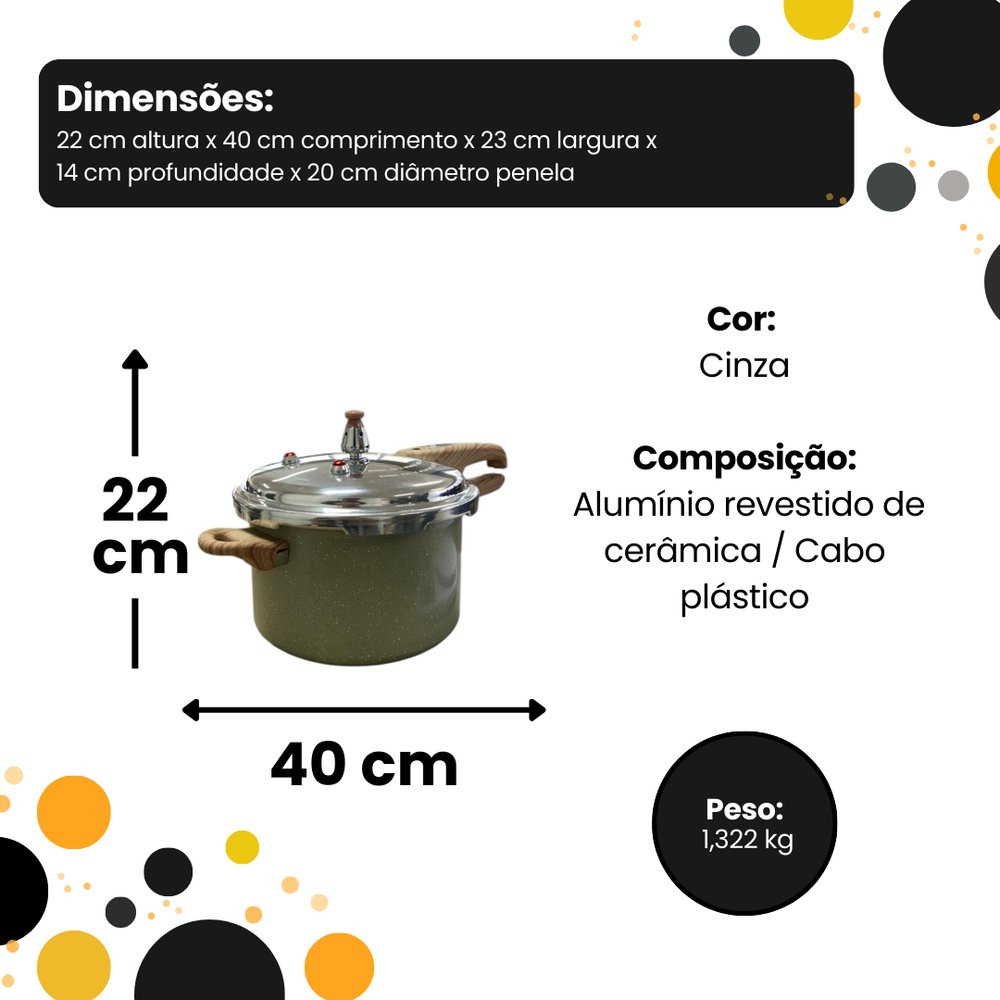 Dimensões:
22 cm altura x 40 cm comprimento x 23 cm largura x
14 cm profundidade x 20 cm diâmetro penela
Cor:
Cinza
22
cm
Composição:
Alumínio revestido de
cerâmica / Cabo
plástico
40 cm
Peso:
1,322 kg